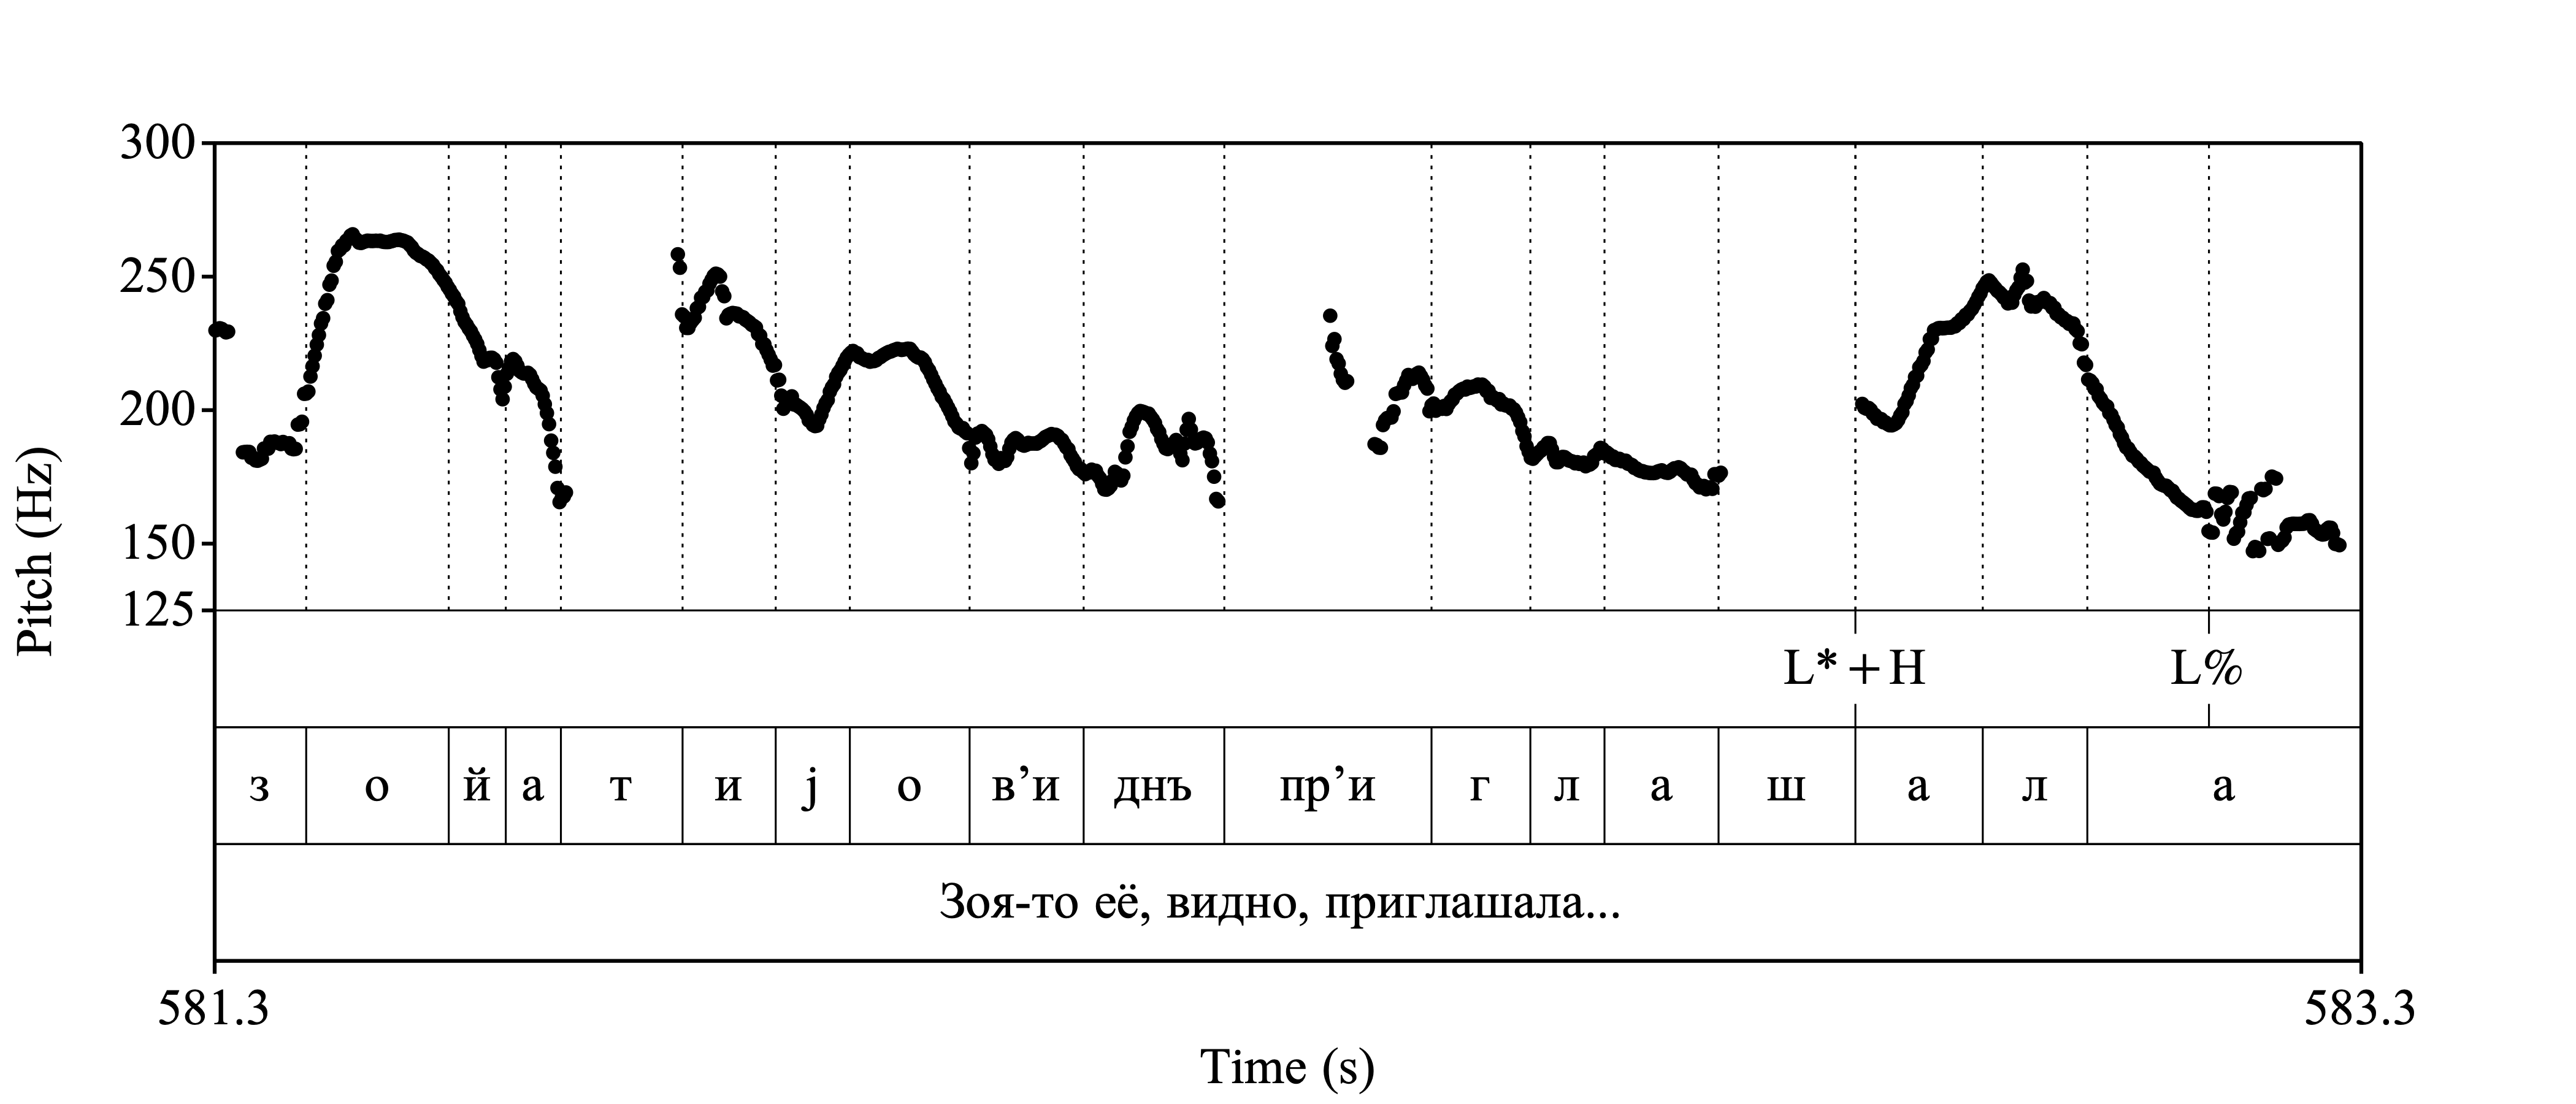 300
250
200
150
125
Pitch (Hz)
L*+H L%
з о й а т и j о в’и днъ пр’и г л а ш а л а
Зоя-то её, видно, приглашала...
581.3 583.3
Time (s)